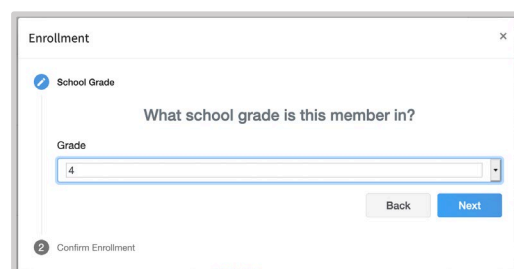 Enrollment ×
School Grade
What school grade is this member in?
Grade
4
Back Next
2 Confirm Enrollment